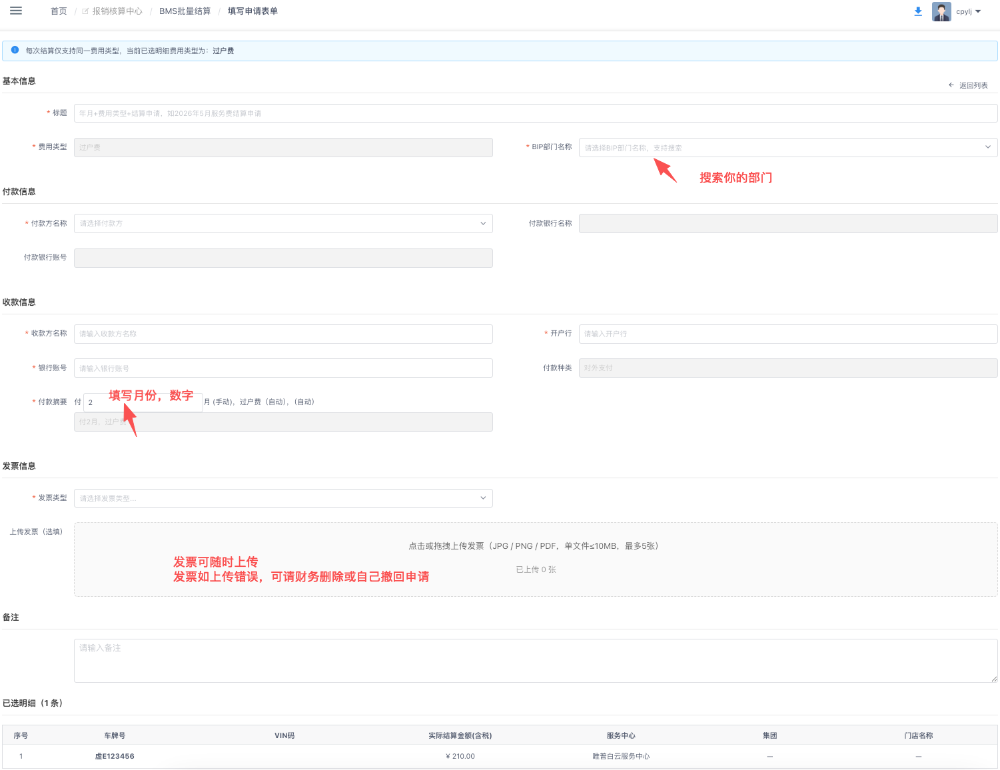 首页 / 报销核算中心 / BMS批量结算 / 填写申请表单
cpylj
每次结算仅支持同一费用类型，当前已选明细费用类型为：过户费
基本信息
← 返回列表
* 标题 年月+费用类型+结算申请，如2026年5月服务费结算申请
* 费用类型 过户费 * BIP部门名称 请选择BIP部门名称，支持搜索
搜索你的部门
付款信息
* 付款方名称 请选择付款方 付款银行名称
付款银行账号
收款信息
* 收款方名称 请输入收款方名称 * 开户行 请输入开户行
* 银行账号 请输入银行账号 付款种类 对外支付
填写月份，数字
* 付款摘要 付 2 月 (手动)，过户费（自动），（自动）
付2月，过户费
发票信息
* 发票类型 请选择发票类型...
上传发票（选填）
点击或拖拽上传发票（JPG / PNG / PDF，单文件≤10MB，最多5张）
已上传 0 张
发票可随时上传
发票如上传错误，可请财务删除或自己撤回申请
备注
请输入备注
已选明细（1 条）
序号 车牌号 VIN码 实际结算金额(含税) 服务中心 集团 门店名称
1 虚E123456 ¥ 210.00 唯普白云服务中心 — —